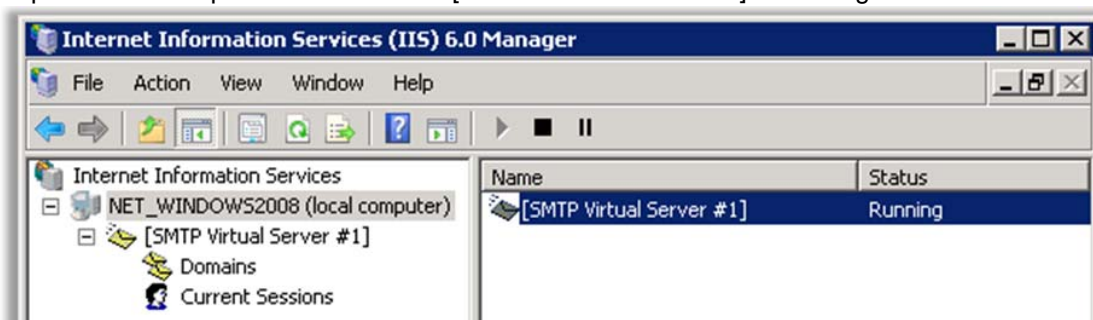 Internet Information Services (IIS) 6.0 Manager
File Action View Window Help
Internet Information Services
NET_WINDOWS2008 (local computer)
[SMTP Virtual Server #1]
Domains
Current Sessions
Name Status
[SMTP Virtual Server #1] Running